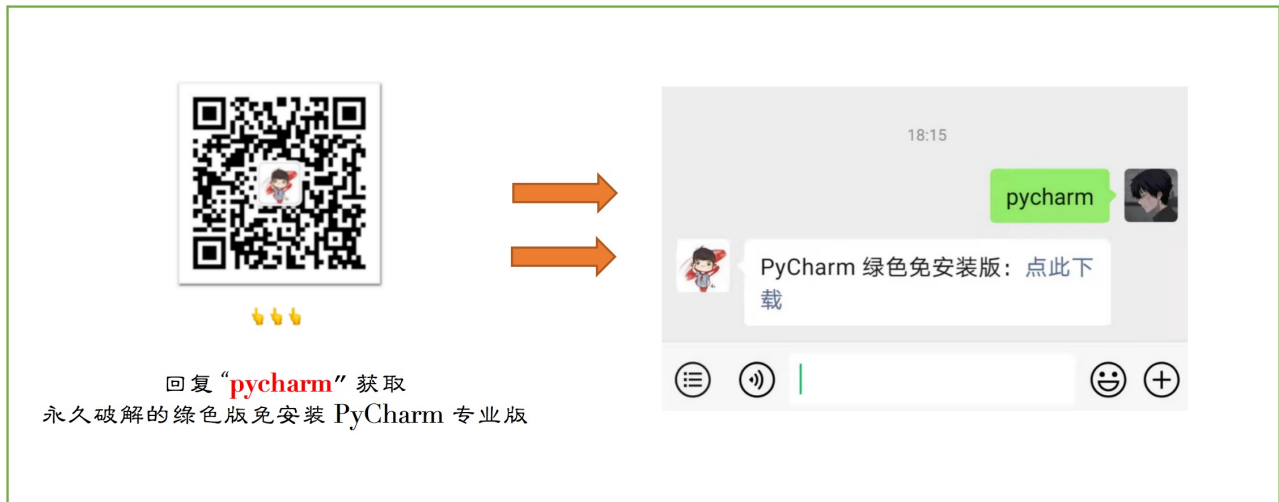 回复 “pycharm” 获取
永久破解的绿色版免安装 PyCharm 专业版
18:15
pycharm
PyCharm 绿色免安装版：点此下
载